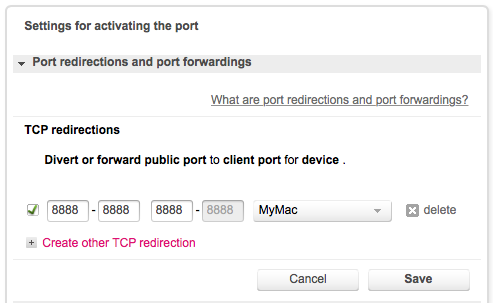 Settings for activating the port
Port redirections and port forwardings
What are port redirections and port forwardings?
TCP redirections
Divert or forward public port to client port for device .
8888 - 8888 8888 - 8888 MyMac delete
Create other TCP redirection
Cancel Save